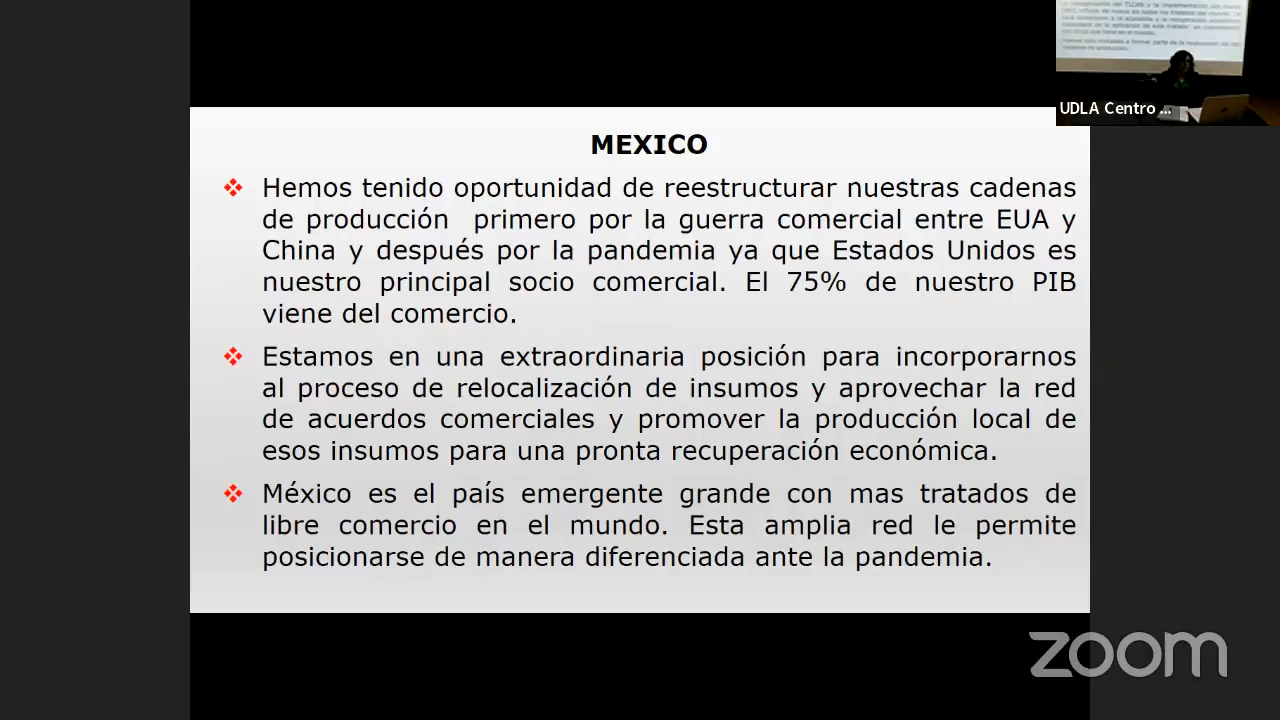 MEXICO
Hemos tenido oportunidad de reestructurar nuestras cadenas
de producción primero por la guerra comercial entre EUA y
China y después por la pandemia ya que Estados Unidos es
nuestro principal socio comercial. El 75% de nuestro PIB
viene del comercio.
Estamos en una extraordinaria posición para incorporarnos
al proceso de relocalización de insumos y aprovechar la red
de acuerdos comerciales y promover la producción local de
esos insumos para una pronta recuperación económica.
México es el país emergente grande con mas tratados de
libre comercio en el mundo. Esta amplia red le permite
posicionarse de manera diferenciada ante la pandemia.
UDLA Centro ...
zoom